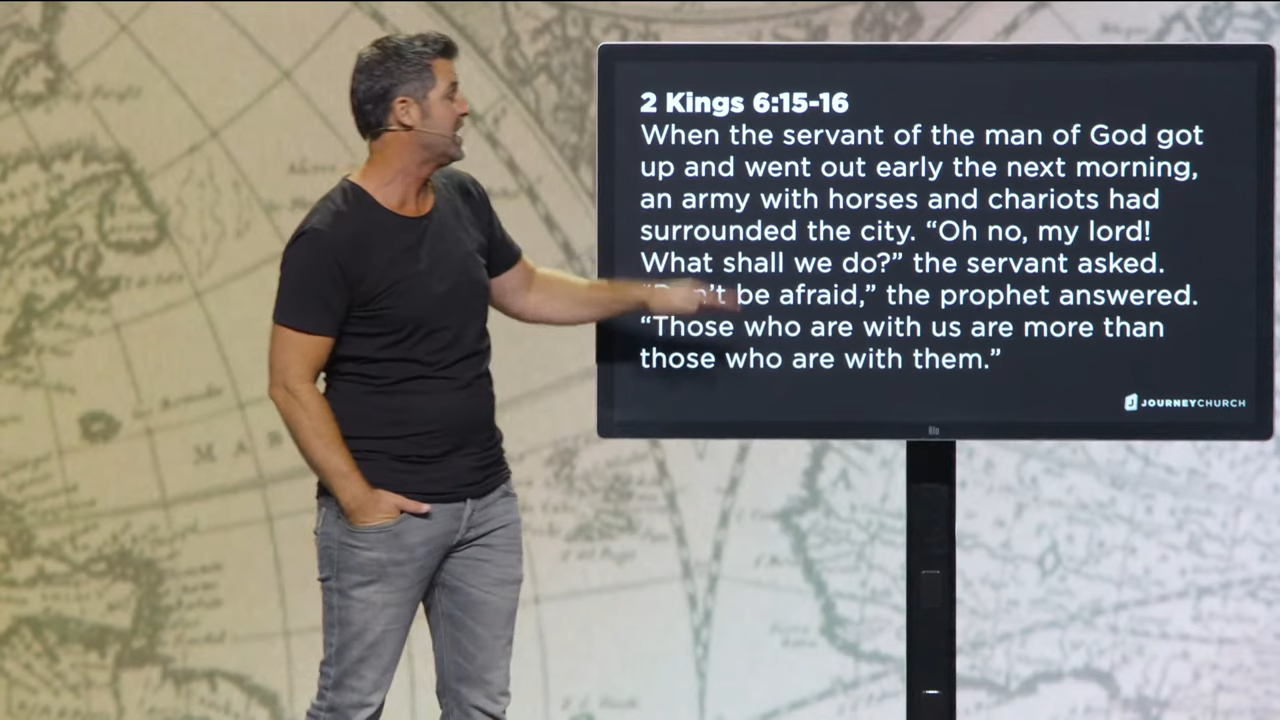 2 Kings 6:15-16
When the servant of the man of God got
up and went out early the next morning,
an army with horses and chariots had
surrounded the city. “Oh no, my lord!
What shall we do?” the servant asked.
“Don’t be afraid,” the prophet answered.
“Those who are with us are more than
those who are with them.”
JOURNEYCHURCH
elo